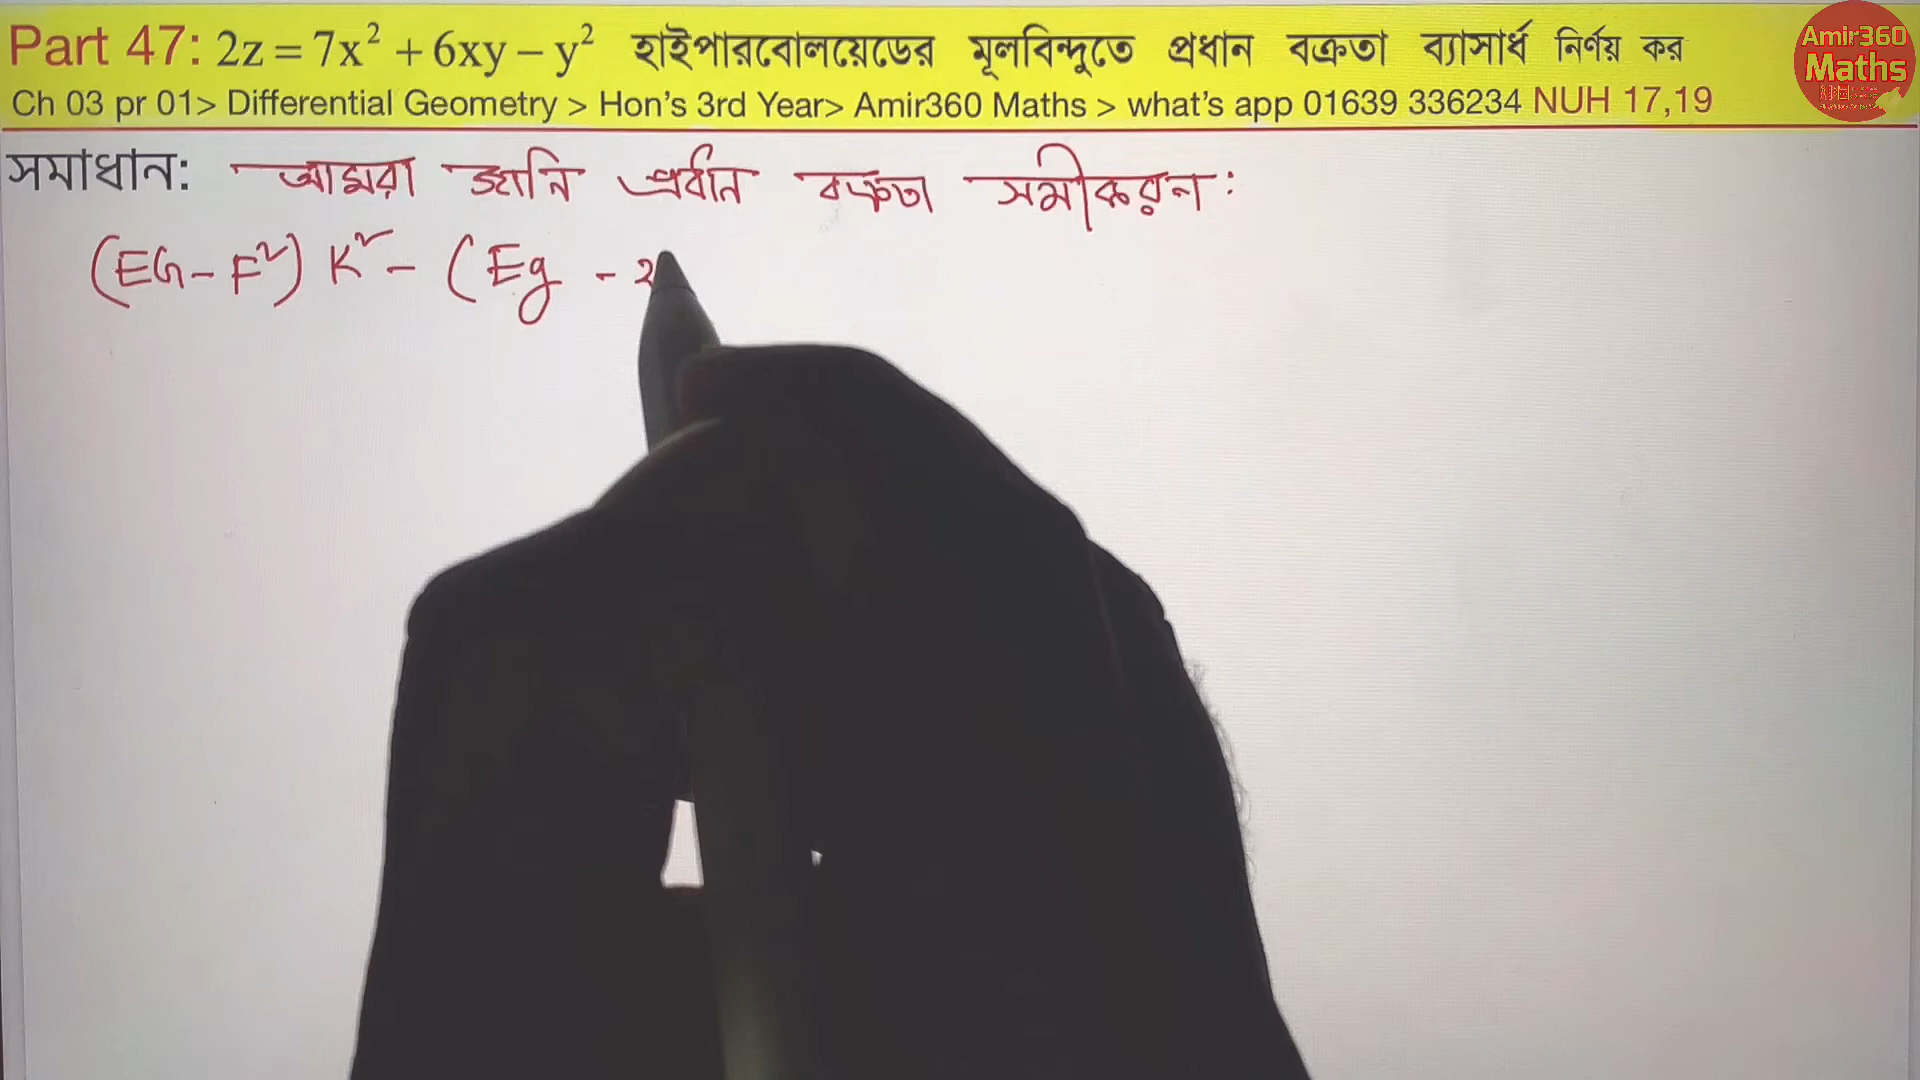 Part 47: 2z = 7x² + 6xy – y² হাইপারবোলয়েডের মূলবিন্দুতে প্রধান বক্রতা ব্যাসার্ধ নির্ণয় কর
Ch 03 pr 01> Differential Geometry > Hon's 3rd Year> Amir360 Maths > what's app 01639 336234 NUH 17,19
Amir360
Maths
সমাধান: আমরা জানি প্রধান বক্রতা সমীকরন:
(EG – F²) K² – (Eg – 2